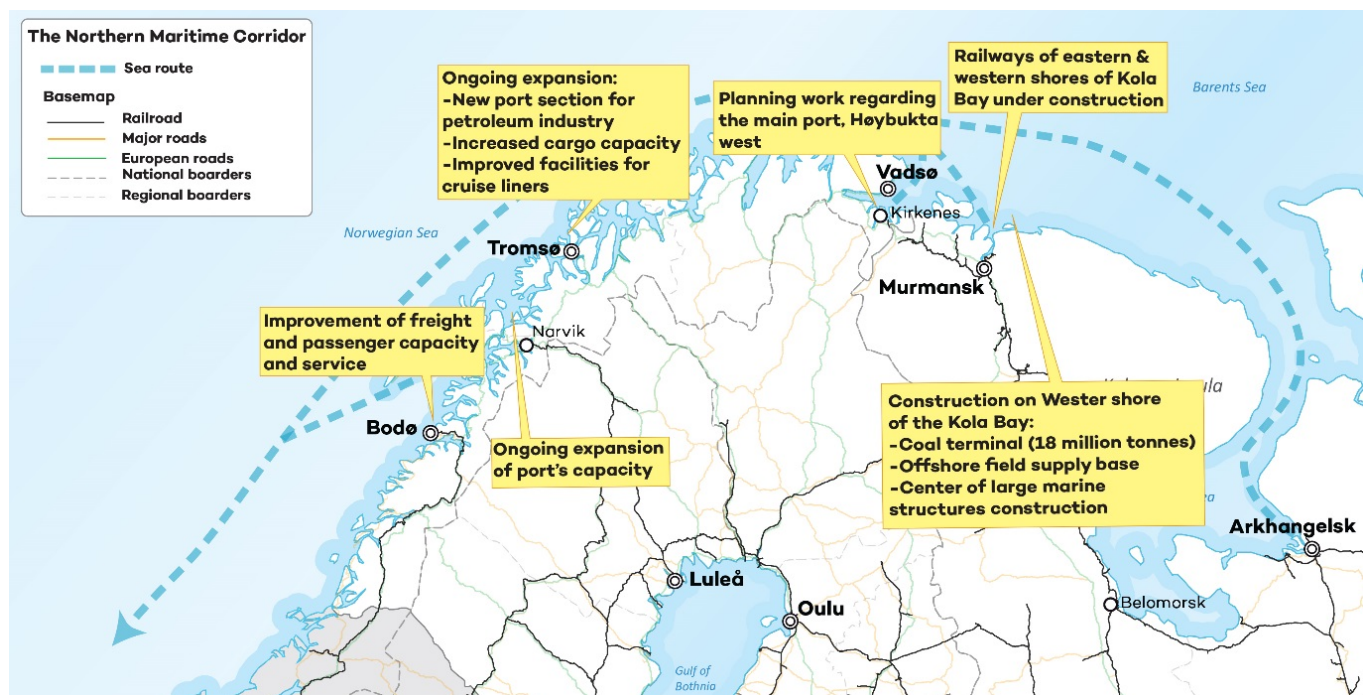 The Northern Maritime Corridor
Sea route
Basemap
Railroad
Major roads
European roads
National boarders
Regional boarders
Ongoing expansion:
-New port section for
petroleum industry
-Increased cargo capacity
-Improved facilities for
cruise liners
Planning work regarding
the main port, Høybukta
west
Railways of eastern &
western shores of Kola
Bay under construction
Barents Sea
Norwegian Sea
Vadsø
Kirkenes
Tromsø
Murmansk
Improvement of freight
and passenger capacity
and service
Narvik
Bodø
Ongoing expansion
of port's capacity
Construction on Wester shore
of the Kola Bay:
-Coal terminal (18 million tonnes)
-Offshore field supply base
-Center of large marine
structures construction
Arkhangelsk
Luleå
Oulu
Belomorsk
Gulf of
Bothnia